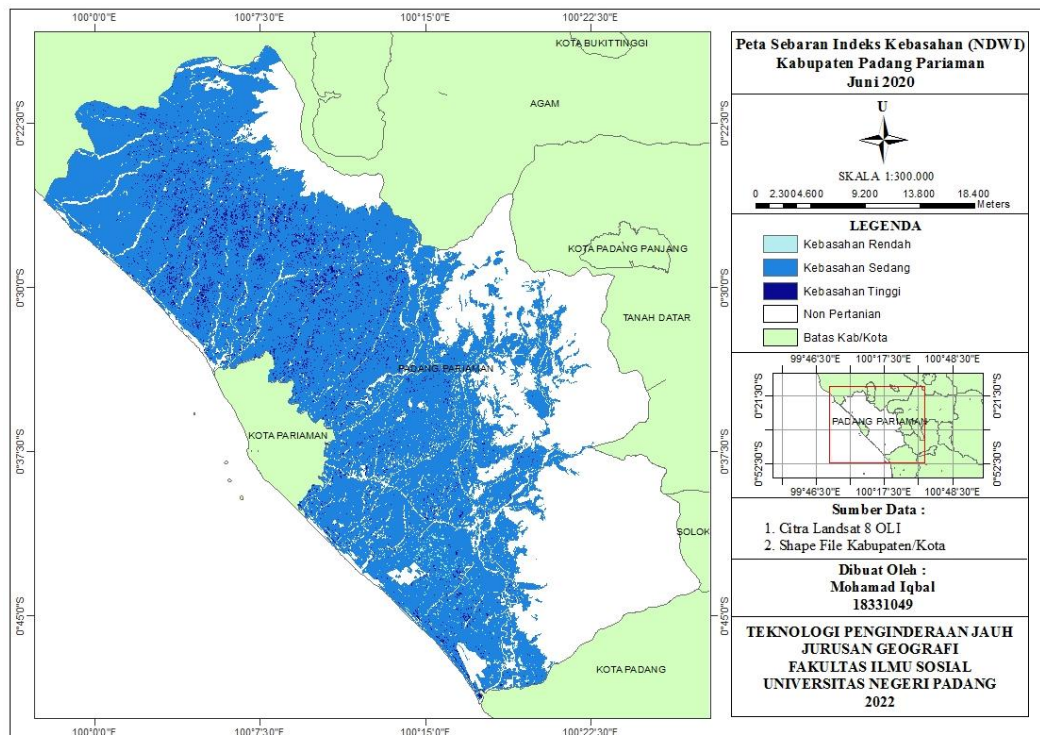 100°0'0"E 100°7'30"E 100°15'0"E 100°22'30"E
0°22'30"S
0°30'0"S
0°37'30"S
0°45'0"S
KOTA BUKITTINGGI
AGAM
KOTA PADANG PANJANG
TANAH DATAR
PADANG PARIAMAN
KOTA PARIAMAN
SOLOK
KOTA PADANG
0°22'30"S
0°30'0"S
0°37'30"S
0°45'0"S
100°0'0"E 100°7'30"E 100°15'0"E 100°22'30"E
Peta Sebaran Indeks Kebasahan (NDWI)
Kabupaten Padang Pariaman
Juni 2020
U
SKALA 1:300.000
0 2.300 4.600 9.200 13.800 18.400
Meters
LEGENDA
Kebasahan Rendah
Kebasahan Sedang
Kebasahan Tinggi
Non Pertanian
Batas Kab/Kota
99°46'30"E 100°17'30"E 100°48'30"E
0°21'30"S 0°21'30"S
PADANG PARIAMAN
0°52'30"S 0°52'30"S
99°46'30"E 100°17'30"E 100°48'30"E
Sumber Data :
1. Citra Landsat 8 OLI
2. Shape File Kabupaten/Kota
Dibuat Oleh :
Mohamad Iqbal
18331049
TEKNOLOGI PENGINDERAAN JAUH
JURUSAN GEOGRAFI
FAKULTAS ILMU SOSIAL
UNIVERSITAS NEGERI PADANG
2022